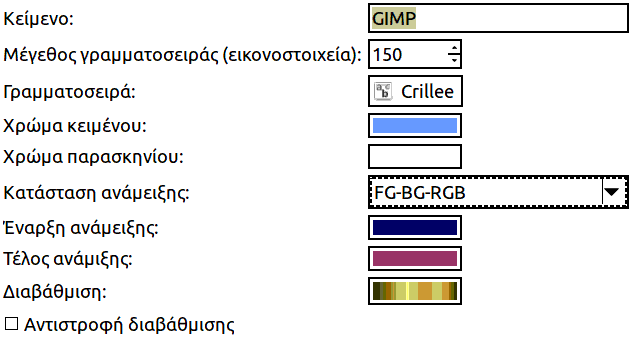 Κείμενο: GIMP
Μέγεθος γραμματοσειράς (εικονοστοιχεία): 150
Γραμματοσειρά: abc Crillee
Χρώμα κειμένου:
Χρώμα παρασκηνίου:
Κατάσταση ανάμειξης: FG-BG-RGB
Έναρξη ανάμειξης:
Τέλος ανάμιξης:
Διαβάθμιση:
Αντιστροφή διαβάθμισης